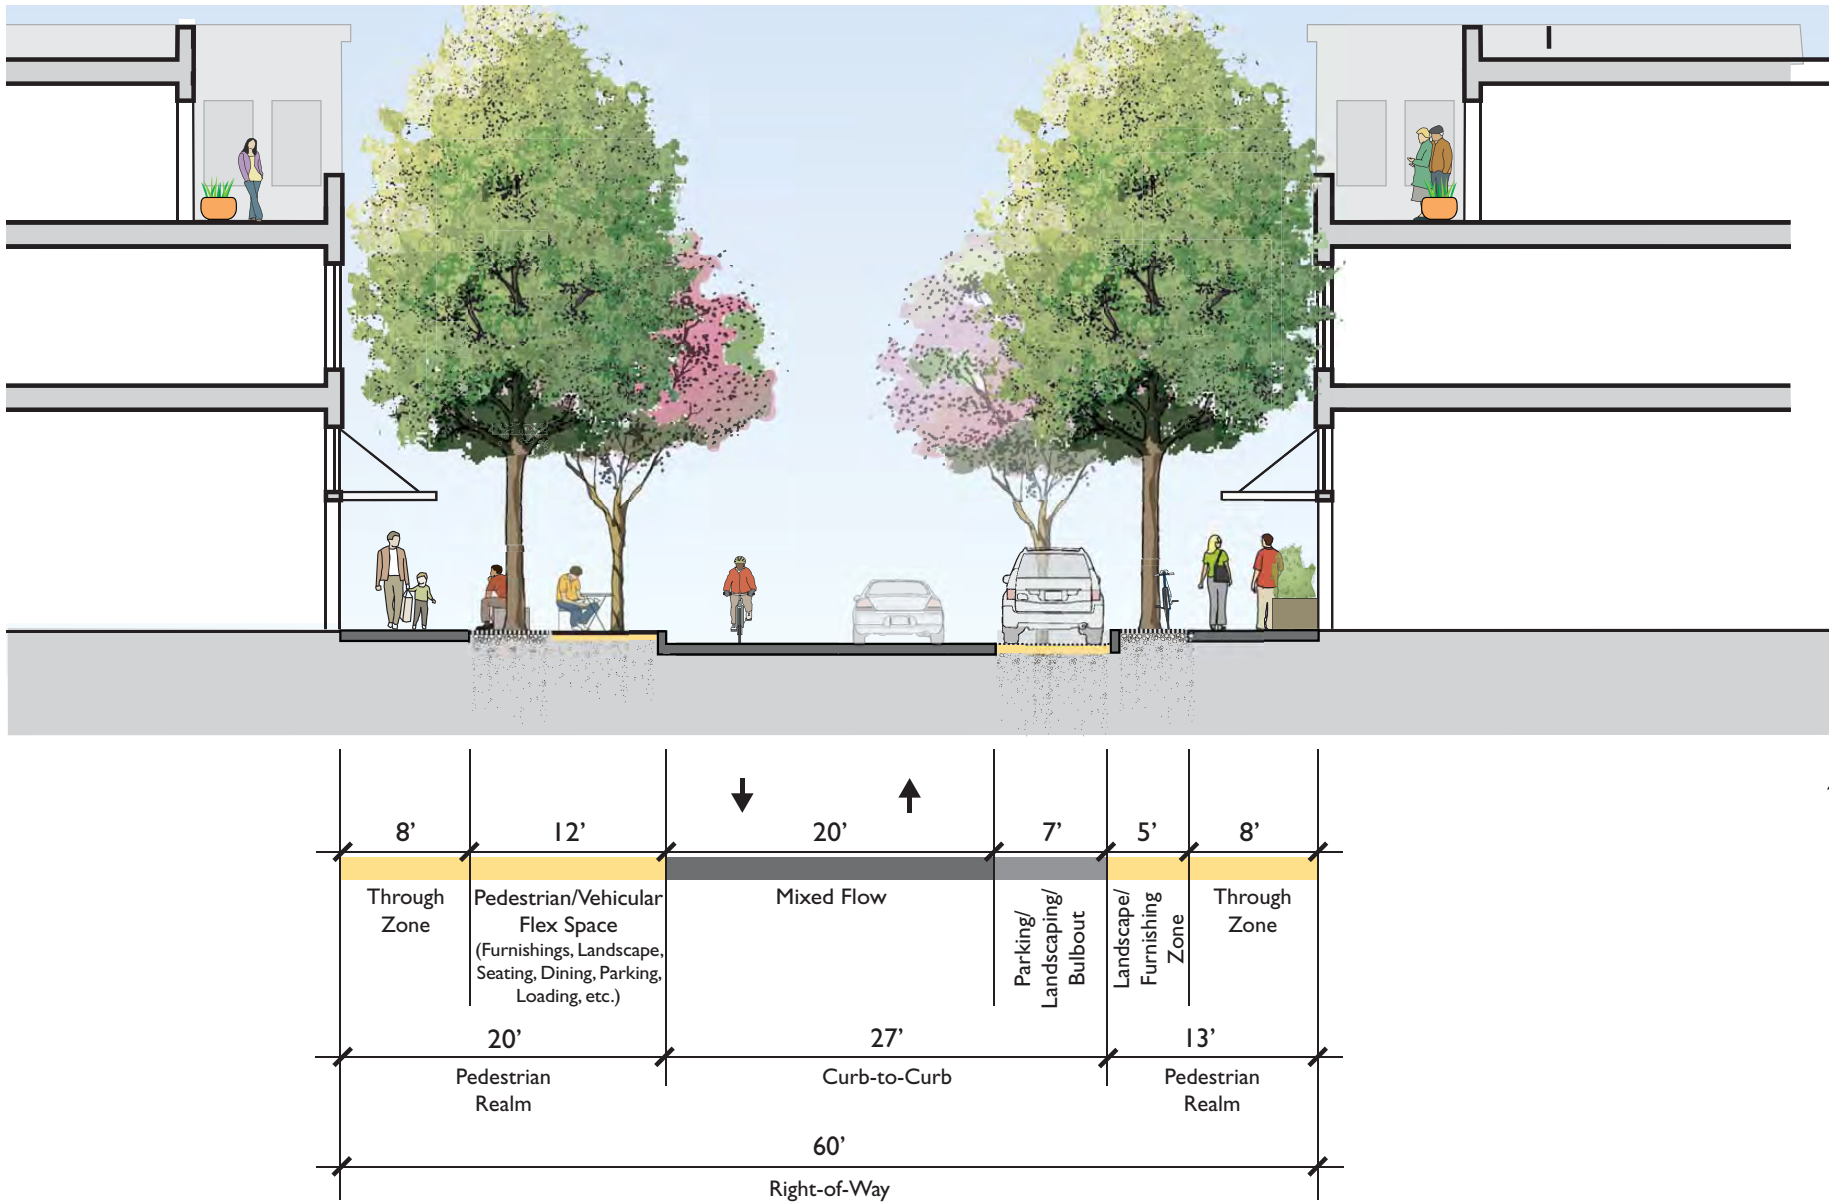 8’ 12’ 20’ 7’ 5’ 8’
Through
Zone
Pedestrian/Vehicular
Flex Space
(Furnishings, Landscape,
Seating, Dining, Parking,
Loading, etc.)
Mixed Flow
Parking/
Landscaping/
Bulbout
Landscape/
Furnishing
Zone
Through
Zone
20’ 27’ 13’
Pedestrian
Realm
Curb-to-Curb
Pedestrian
Realm
60’
Right-of-Way